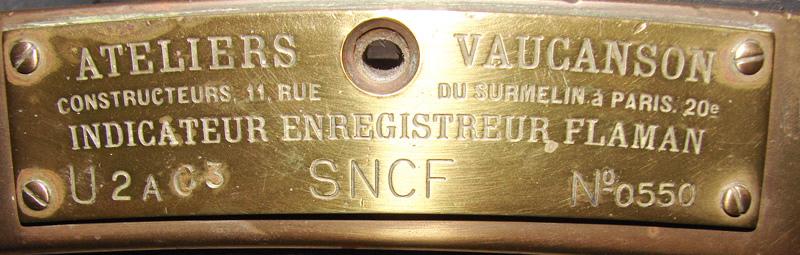 ATELIERS VAUCANSON
CONSTRUCTEURS, 11, RUE DU SURMELIN à PARIS. 20e
INDICATEUR ENREGISTREUR FLAMAN
U2AC3 SNCF Nº 0550